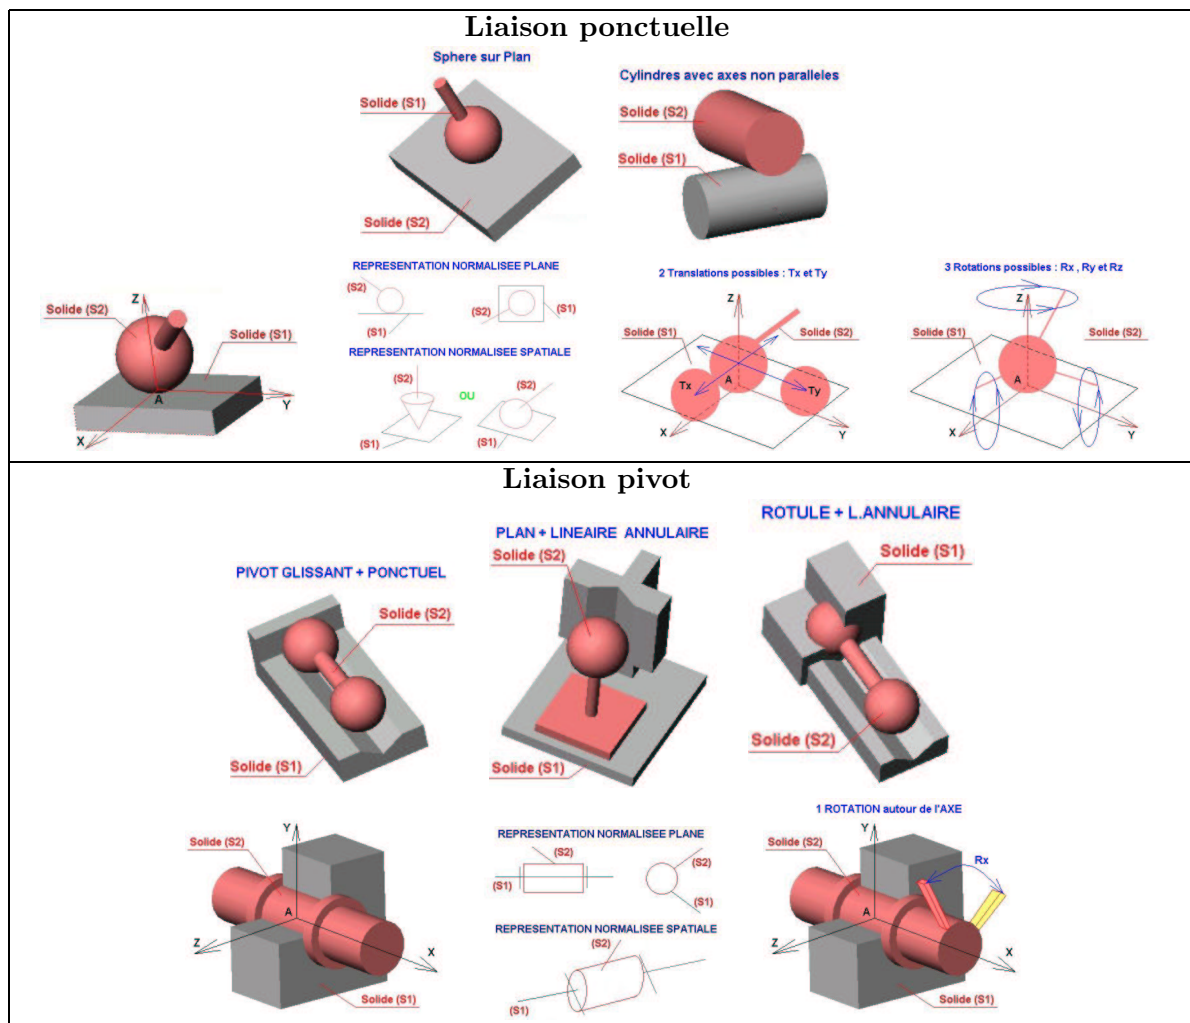 Liaison ponctuelle
Sphere sur Plan
Cylindres avec axes non paralleles
Solide (S1)
Solide (S2)
Solide (S2)
Solide (S1)
REPRESENTATION NORMALISEE PLANE
(S2)
(S1)
(S2)
(S1)
REPRESENTATION NORMALISEE SPATIALE
(S2)
OU
(S2)
(S1)
(S1)
Z
Solide (S2)
Solide (S1)
A
Y
X
2 Translations possibles : Tx et Ty
Z
Solide (S1)
Solide (S2)
Tx
A
Ty
X
Y
3 Rotations possibles : Rx , Ry et Rz
Z
Solide (S1)
Solide (S2)
A
X
Y
Liaison pivot
PIVOT GLISSANT + PONCTUEL
Solide (S2)
Solide (S1)
PLAN + LINEAIRE ANNULAIRE
Solide (S2)
Solide (S1)
ROTULE + L.ANNULAIRE
Solide (S1)
Solide (S2)
Y
Solide (S2)
A
Z
X
Solide (S1)
REPRESENTATION NORMALISEE PLANE
(S2)
(S1)
(S2)
(S1)
REPRESENTATION NORMALISEE SPATIALE
(S2)
(S1)
1 ROTATION autour de l'AXE
Y
Solide (S2)
Rx
A
Z
X
Solide (S1)